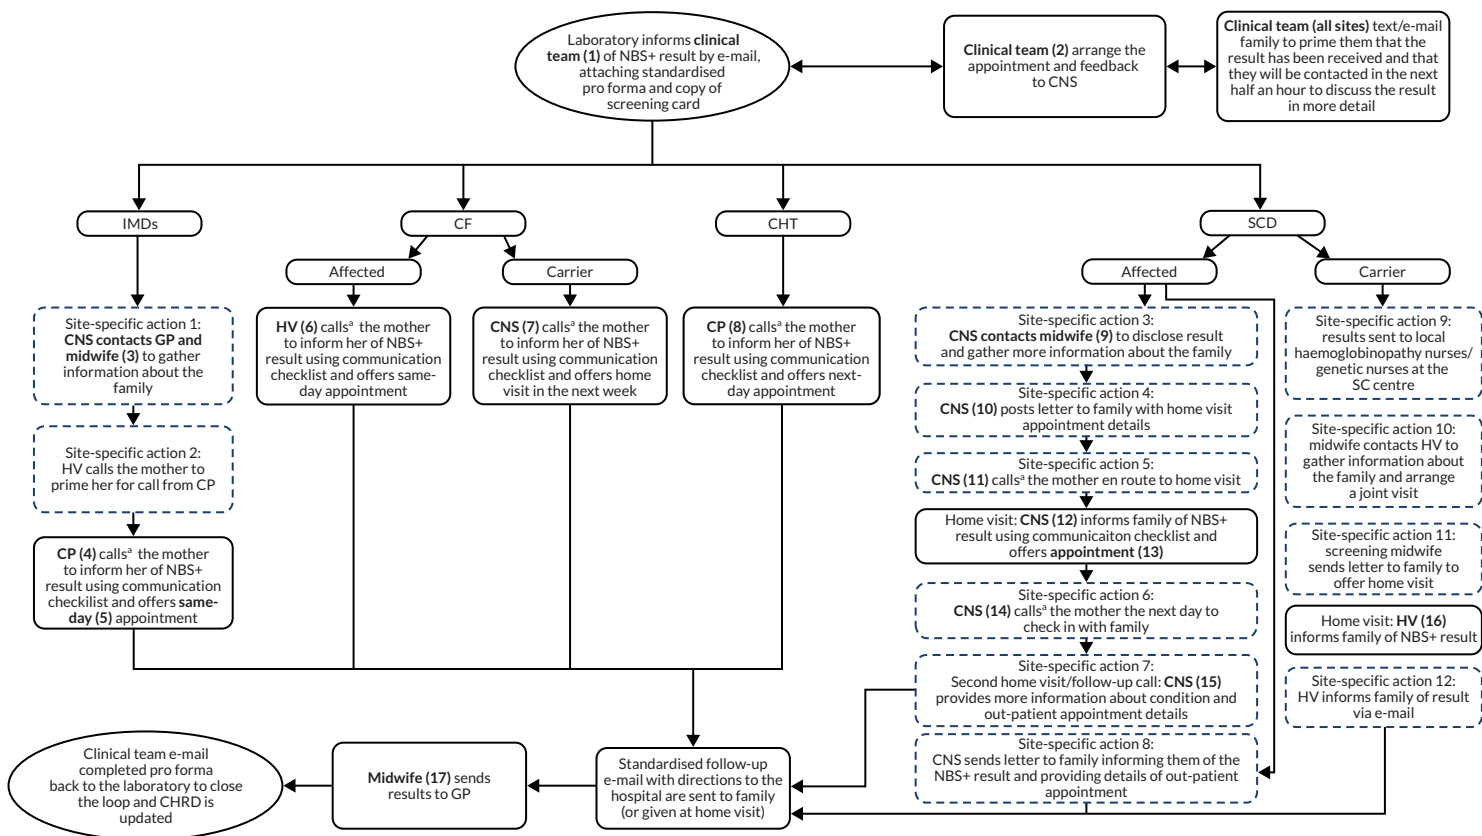 Laboratory informs clinical
team (1) of NBS+ result by e-mail,
attaching standardised
pro forma and copy of
screening card
Clinical team (2) arrange the
appointment and feedback
to CNS
Clinical team (all sites) text/e-mail
family to prime them that the
result has been received and that
they will be contacted in the next
half an hour to discuss the result
in more detail
IMDs
CF
CHT
SCD
Affected
Carrier
Affected
Carrier
Site-specific action 1:
CNS contacts GP and
midwife (3) to gather
information about the
family
Site-specific action 2:
HV calls the mother to
prime her for call from CP
CP (4) callsª the mother
to inform her of NBS+
result using communication
checkilist and offers same-
day (5) appointment
HV (6) callsª the mother
to inform her of NBS+
result using communication
checklist and offers same-
day appointment
CNS (7) callsª the mother
to inform her of NBS+
result using communication
checklist and offers home
visit in the next week
CP (8) callsª the mother
to inform her of NBS+
result using communication
checklist and offers next-
day appointment
Site-specific action 3:
CNS contacts midwife (9) to disclose result
and gather more information about the family
Site-specific action 4:
CNS (10) posts letter to family with home visit
appointment details
Site-specific action 5:
CNS (11) callsª the mother en route to home visit
Home visit: CNS (12) informs family of NBS+
result using communicaiton checklist and
offers appointment (13)
Site-specific action 6:
CNS (14) callsª the mother the next day to
check in with family
Site-specific action 7:
Second home visit/follow-up call: CNS (15)
provides more information about condition and
out-patient appointment details
Site-specific action 8:
CNS sends letter to family informing them of the
NBS+ result and providing details of out-patient
appointment
Site-specific action 9:
results sent to local
haemoglobinopathy nurses/
genetic nurses at the
SC centre
Site-specific action 10:
midwife contacts HV to
gather information about
the family and arrange
a joint visit
Site-specific action 11:
screening midwife
sends letter to family to
offer home visit
Home visit: HV (16)
informs family of NBS+ result
Site-specific action 12:
HV informs family of result
via e-mail
Clinical team e-mail
completed pro forma
back to the laboratory to close
the loop and CHRD is
updated
Midwife (17) sends
results to GP
Standardised follow-up
e-mail with directions to the
hospital are sent to family
(or given at home visit)